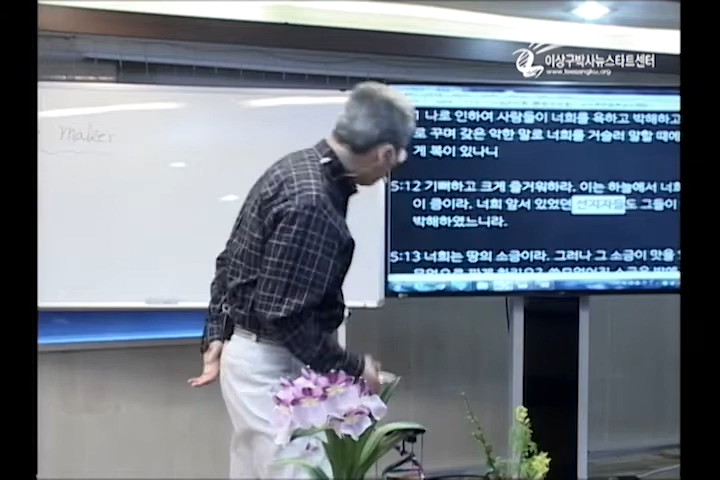 이상구박사뉴스타트센터
www.leesangku.org
maker
1 나로 인하여 사람들이 너희를 욕하고 박해하고
로 꾸며 갖은 악한 말로 너희를 거슬러 말할 때에
게 복이 있나니
5:12 기뻐하고 크게 즐거워하라. 이는 하늘에서 너희
이 큼이라. 너희 앞서 있었던 선지자들도 그들이
박해하였느니라.
5:13 너희는 땅의 소금이라. 그러나 그 소금이 맛을